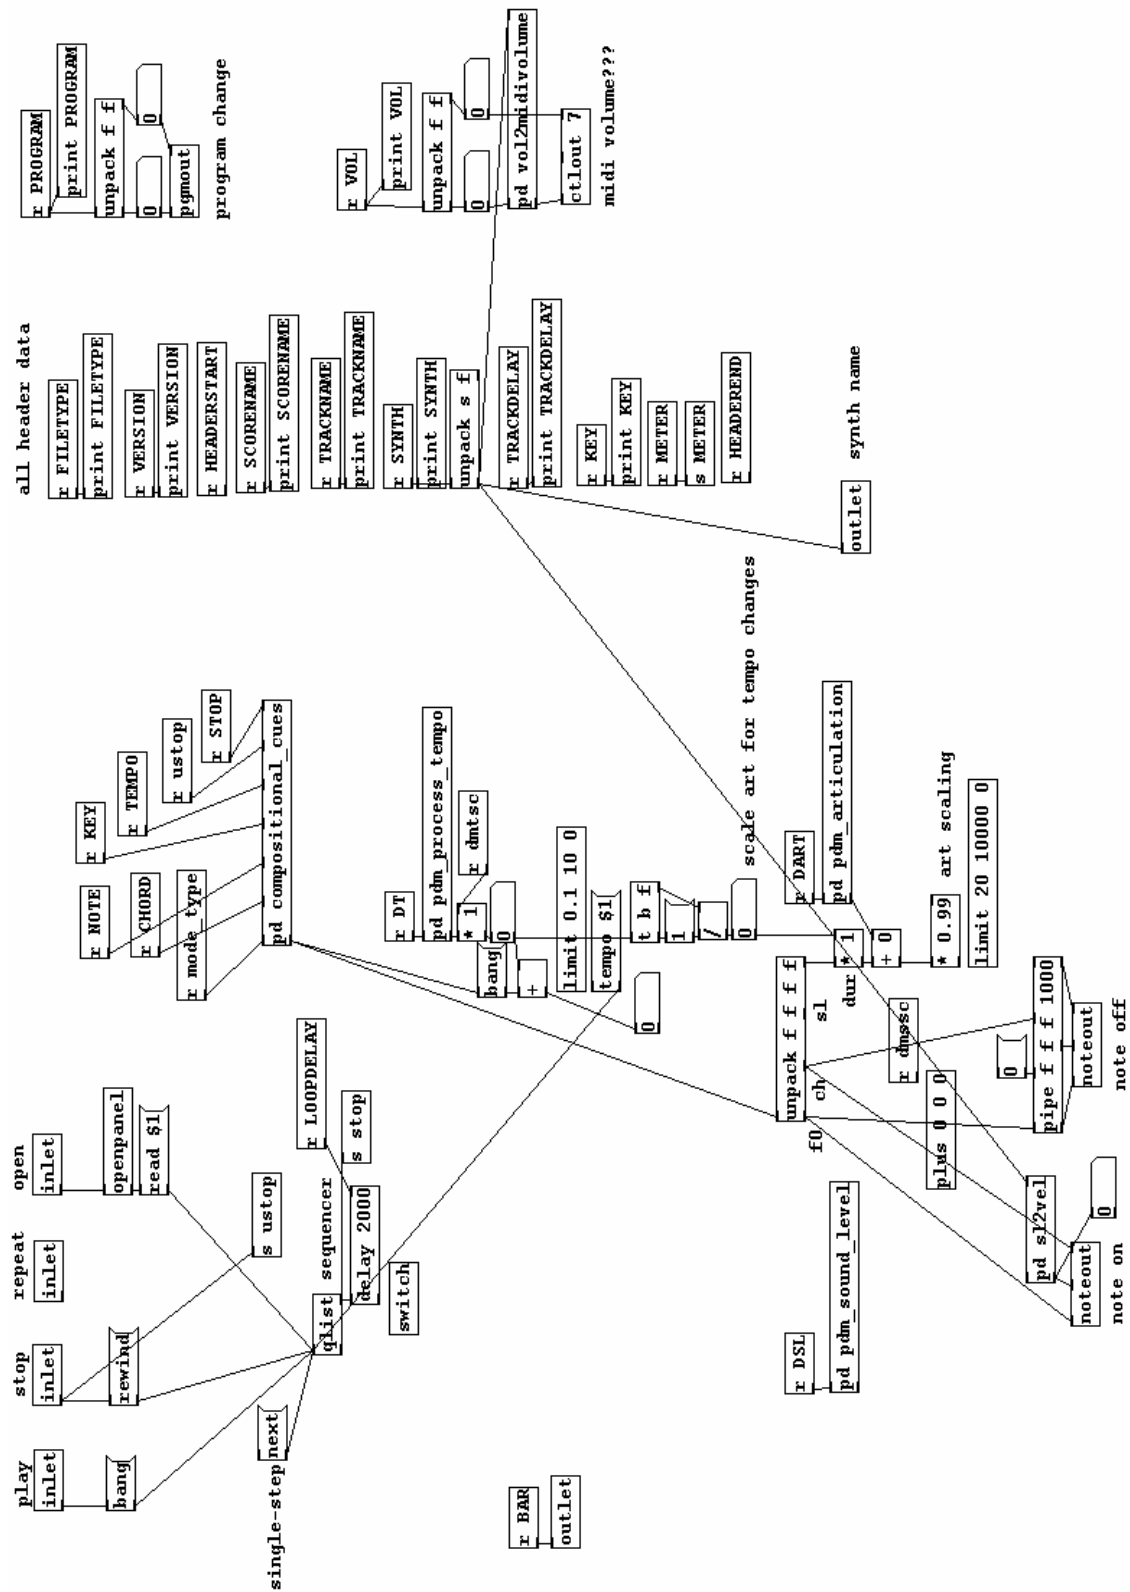 play
inlet
bang
stop
inlet
rewind
repeat
inlet
open
inlet
openpanel
read $1
s ustop
single-step
next
qlist
sequencer
delay 2000
switch
r LOOPDELAY
s stop
r BAR
outlet
r NOTE
r CHORD
r mode_type
r KEY
r TEMPO
r ustop
r STOP
pd compositional_cues
r DT
pd pdm_process_tempo
* 1
r dmtsc
0
bang
+
limit 0.1 10 0
tempo $1
0
t b f
1
/
0
scale art for tempo changes
unpack f f f f f
f0
ch
sl
dur
* 1
+ 0
r DART
pd pdm_articulation
* 0.99
art scaling
limit 20 10000 0
r DSL
pd pdm_sound_level
r dmssc
plus 0 0 0
pd sl2vel
0
noteout
note on
0
pipe f f f 1000
noteout
note off
all header data
r FILETYPE
print FILETYPE
r VERSION
print VERSION
r HEADERSTART
r SCORENAME
print SCORENAME
r TRACKNAME
print TRACKNAME
r SYNTH
print SYNTH
unpack s f
r TRACKDELAY
print TRACKDELAY
r KEY
print KEY
r METER
s METER
r HEADEREND
outlet
synth name
r PROGRAM
print PROGRAM
unpack f f
0
0
pgmout
program change
r VOL
print VOL
unpack f f
0
0
pd vol2midivolume
ctlout 7
midi volume???